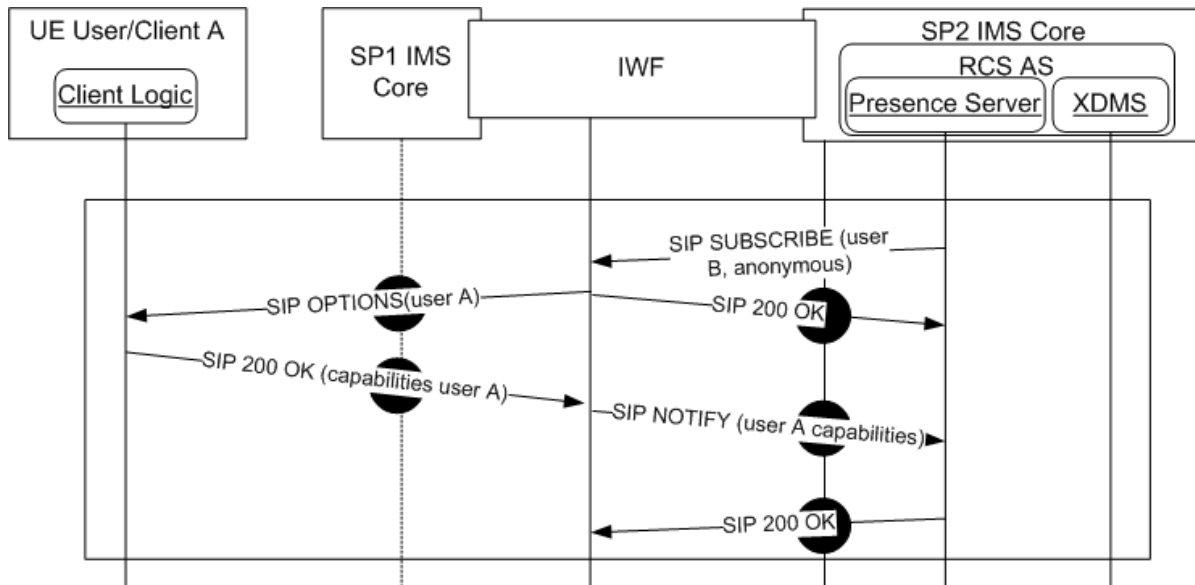 UE User/Client A
Client Logic
SP1 IMS
Core
IWF
SP2 IMS Core
RCS AS
Presence Server
XDMS
SIP SUBSCRIBE (user
B, anonymous)
SIP OPTIONS(user A)
SIP 200 OK
SIP 200 OK (capabilities user A)
SIP NOTIFY (user A capabilities)
SIP 200 OK